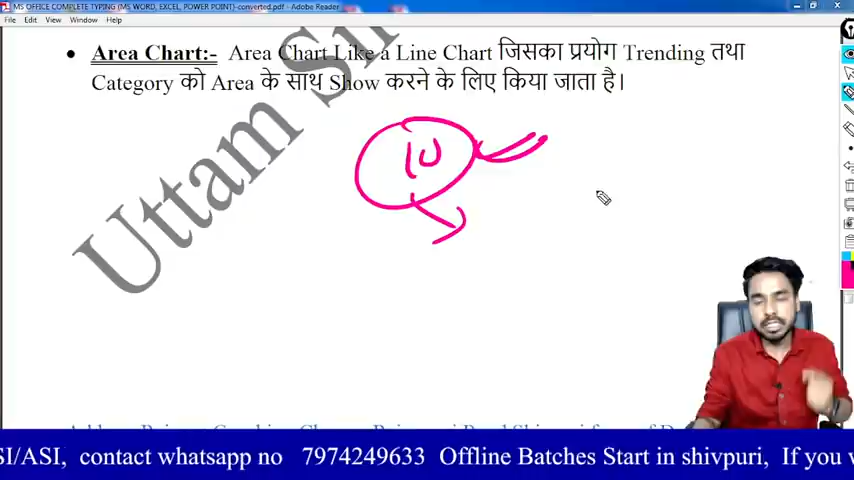 MS OFFICE COMPLETE TYPING (MS WORD, EXCEL, POWER POINT)-converted.pdf - Adobe Reader
File Edit View Window Help
• Area Chart:- Area Chart Like a Line Chart जिसका प्रयोग Trending तथा
Category को Area के साथ Show करने के लिए किया जाता है।
Uttam
10
SI/ASI, contact whatsapp no 7974249633 Offline Batches Start in shivpuri, If you